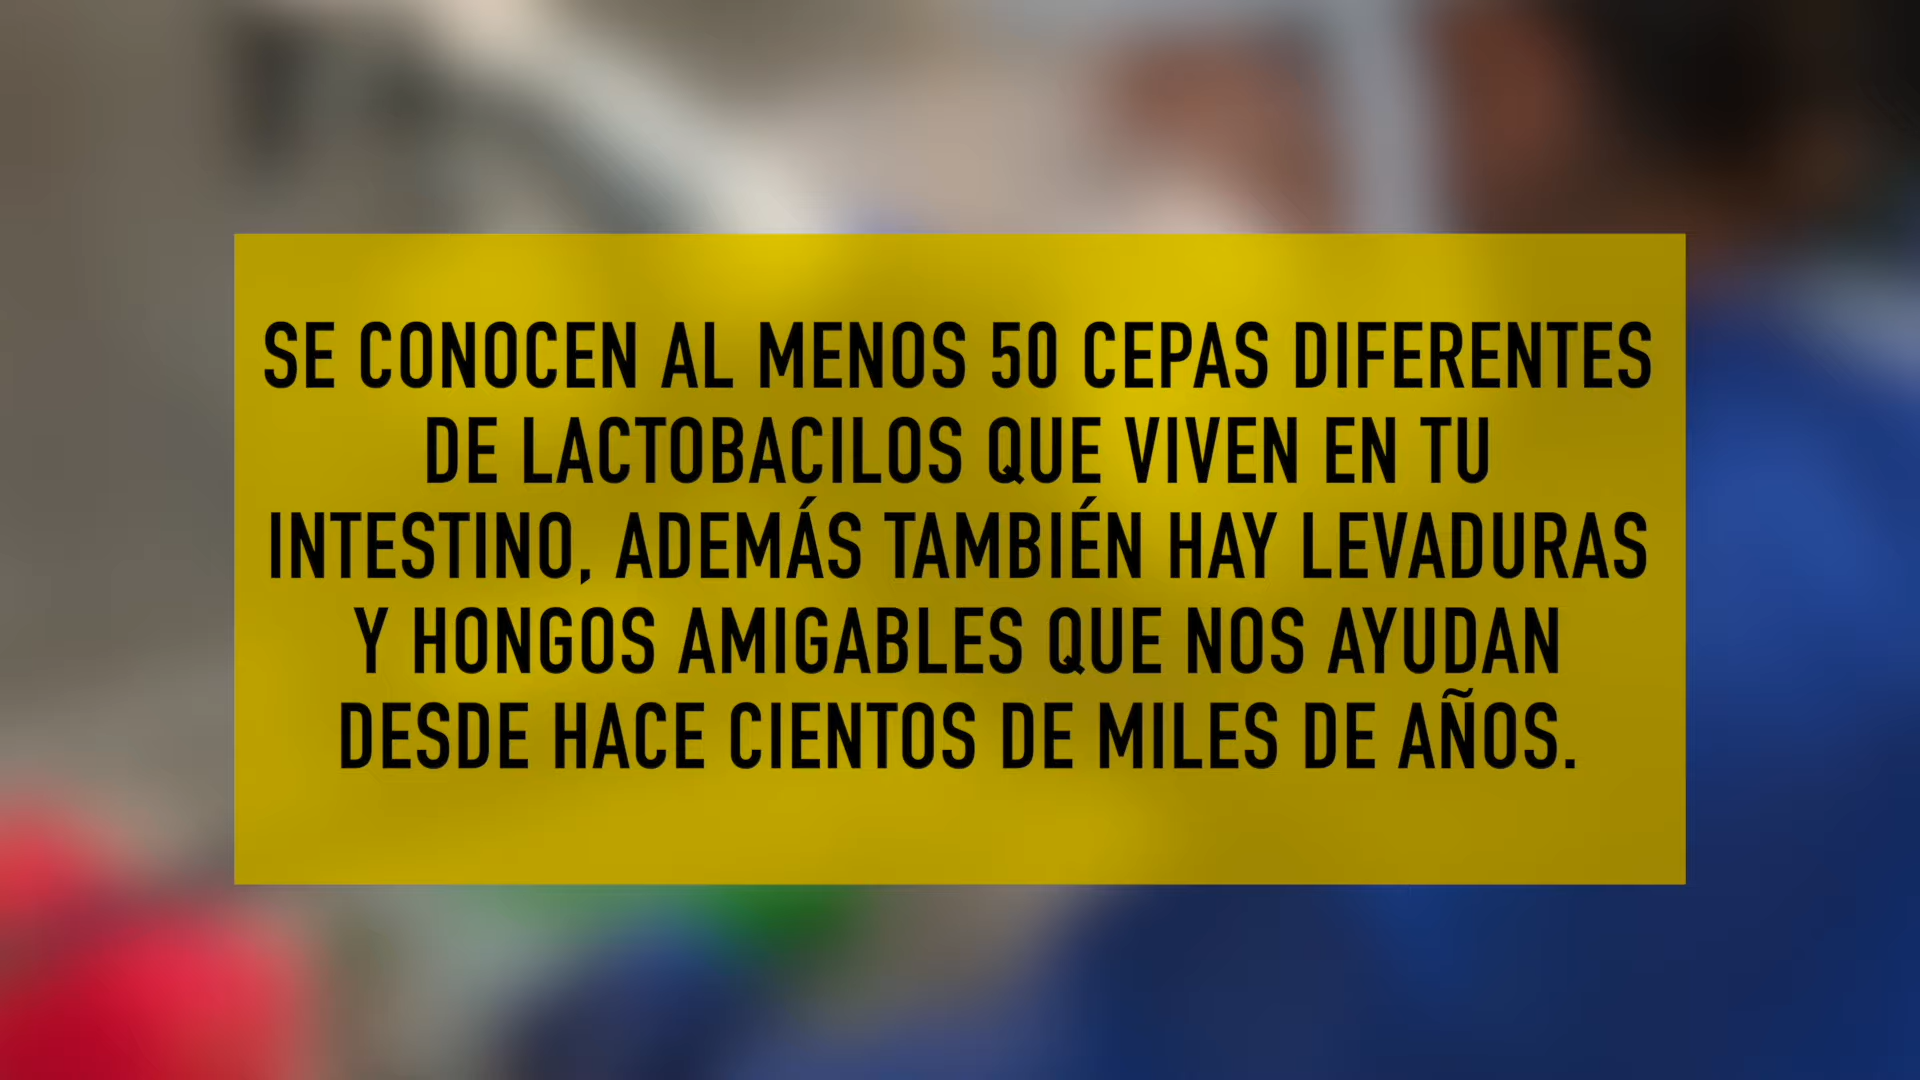 SE CONOCEN AL MENOS 50 CEPAS DIFERENTES
DE LACTOBACILOS QUE VIVEN EN TU
INTESTINO, ADEMÁS TAMBIÉN HAY LEVADURAS
Y HONGOS AMIGABLES QUE NOS AYUDAN
DESDE HACE CIENTOS DE MILES DE AÑOS.